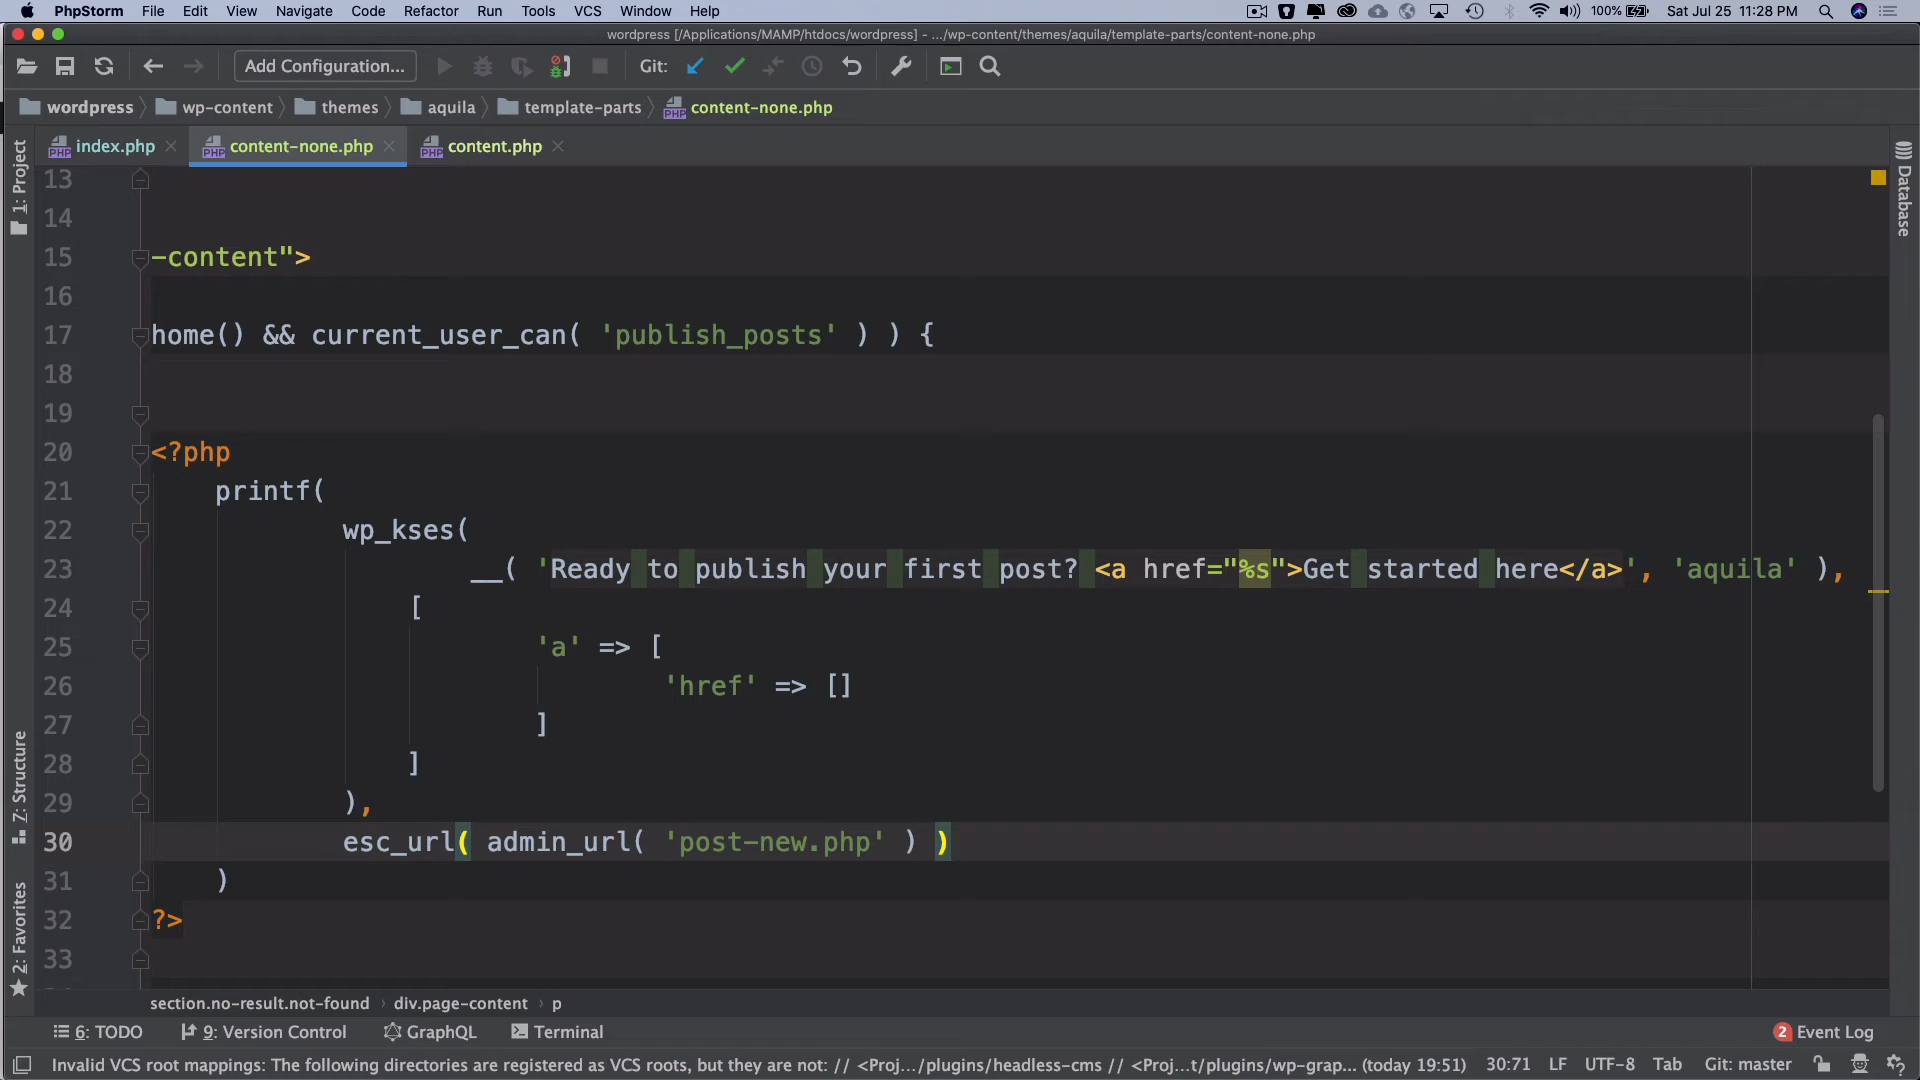 PhpStorm File Edit View Navigate Code Refactor Run Tools VCS Window Help 100% Sat Jul 25 11:28 PM
wordpress [/Applications/MAMP/htdocs/wordpress] - .../wp-content/themes/aquila/template-parts/content-none.php
Add Configuration... Git:
wordpress wp-content themes aquila template-parts content-none.php
index.php content-none.php content.php
1: Project
Database
7: Structure
2: Favorites
13
14
15 -content">
16
17 home() && current_user_can( 'publish_posts' ) ) {
18
19
20 <?php
21 printf(
22 wp_kses(
23 __( 'Ready to publish your first post? <a href="%s">Get started here</a>', 'aquila' ),
24 [
25 'a' => [
26 'href' => []
27 ]
28 ]
29 ),
30 esc_url( admin_url( 'post-new.php' ) )
31 )
32 ?>
33
section.no-result.not-found › div.page-content › p
6: TODO 9: Version Control GraphQL Terminal 2 Event Log
Invalid VCS root mappings: The following directories are registered as VCS roots, but they are not: // <Proj.../plugins/headless-cms // <Proj...t/plugins/wp-grap... (today 19:51) 30:71 LF UTF-8 Tab Git: master